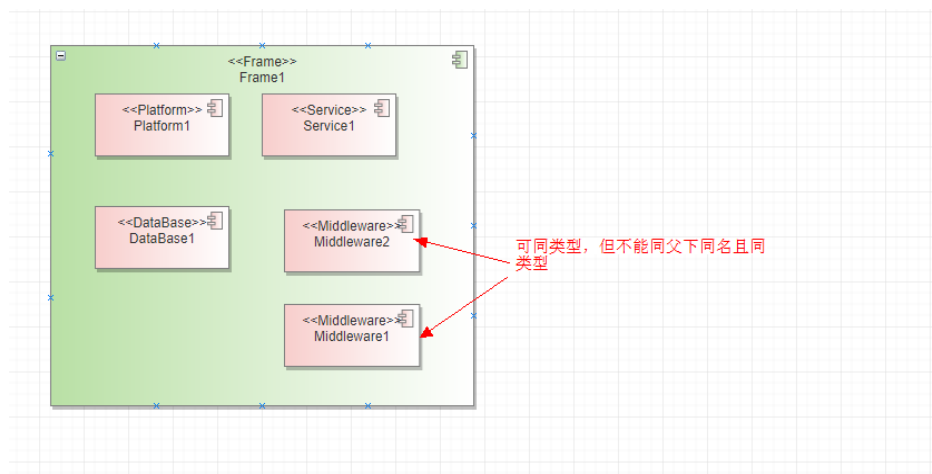 <<Frame>>
Frame1
<<Platform>>
Platform1
<<Service>>
Service1
<<DataBase>>
DataBase1
<<Middleware>>
Middleware2
可同类型，但不能同父下同名且同
类型
<<Middleware>>
Middleware1